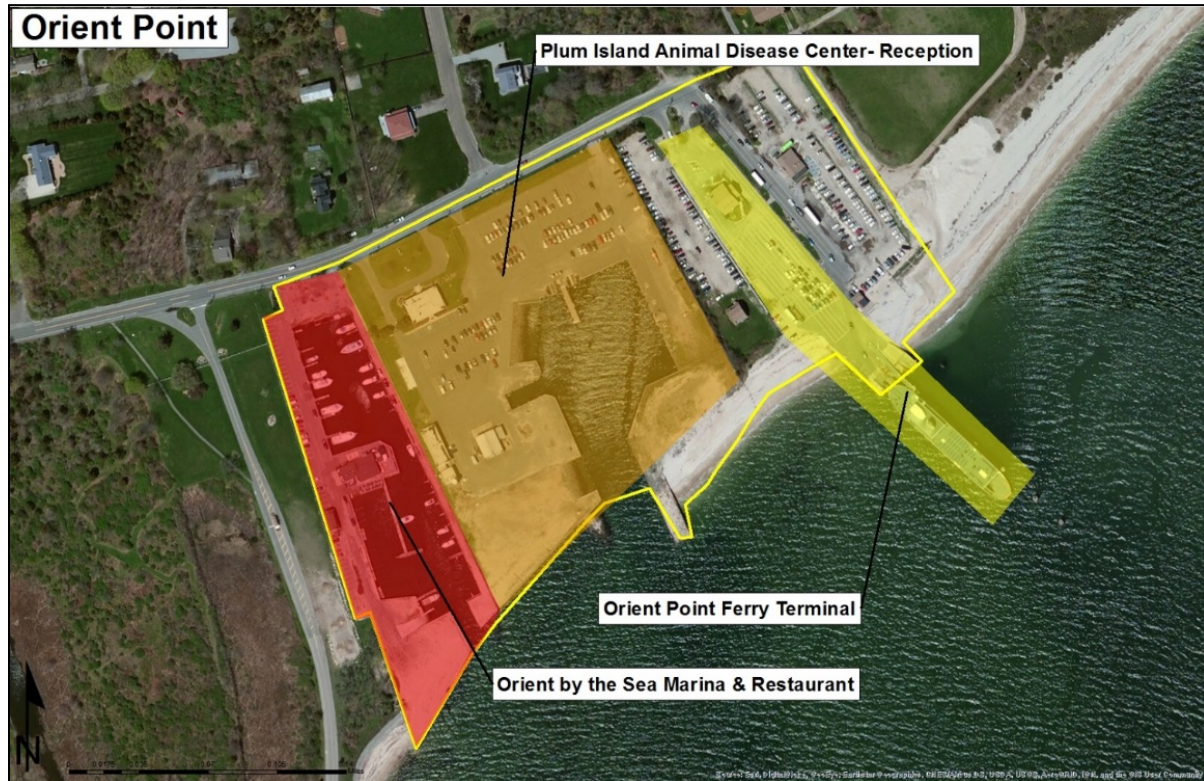 Orient Point
Plum Island Animal Disease Center- Reception
Orient Point Ferry Terminal
Orient by the Sea Marina & Restaurant
N